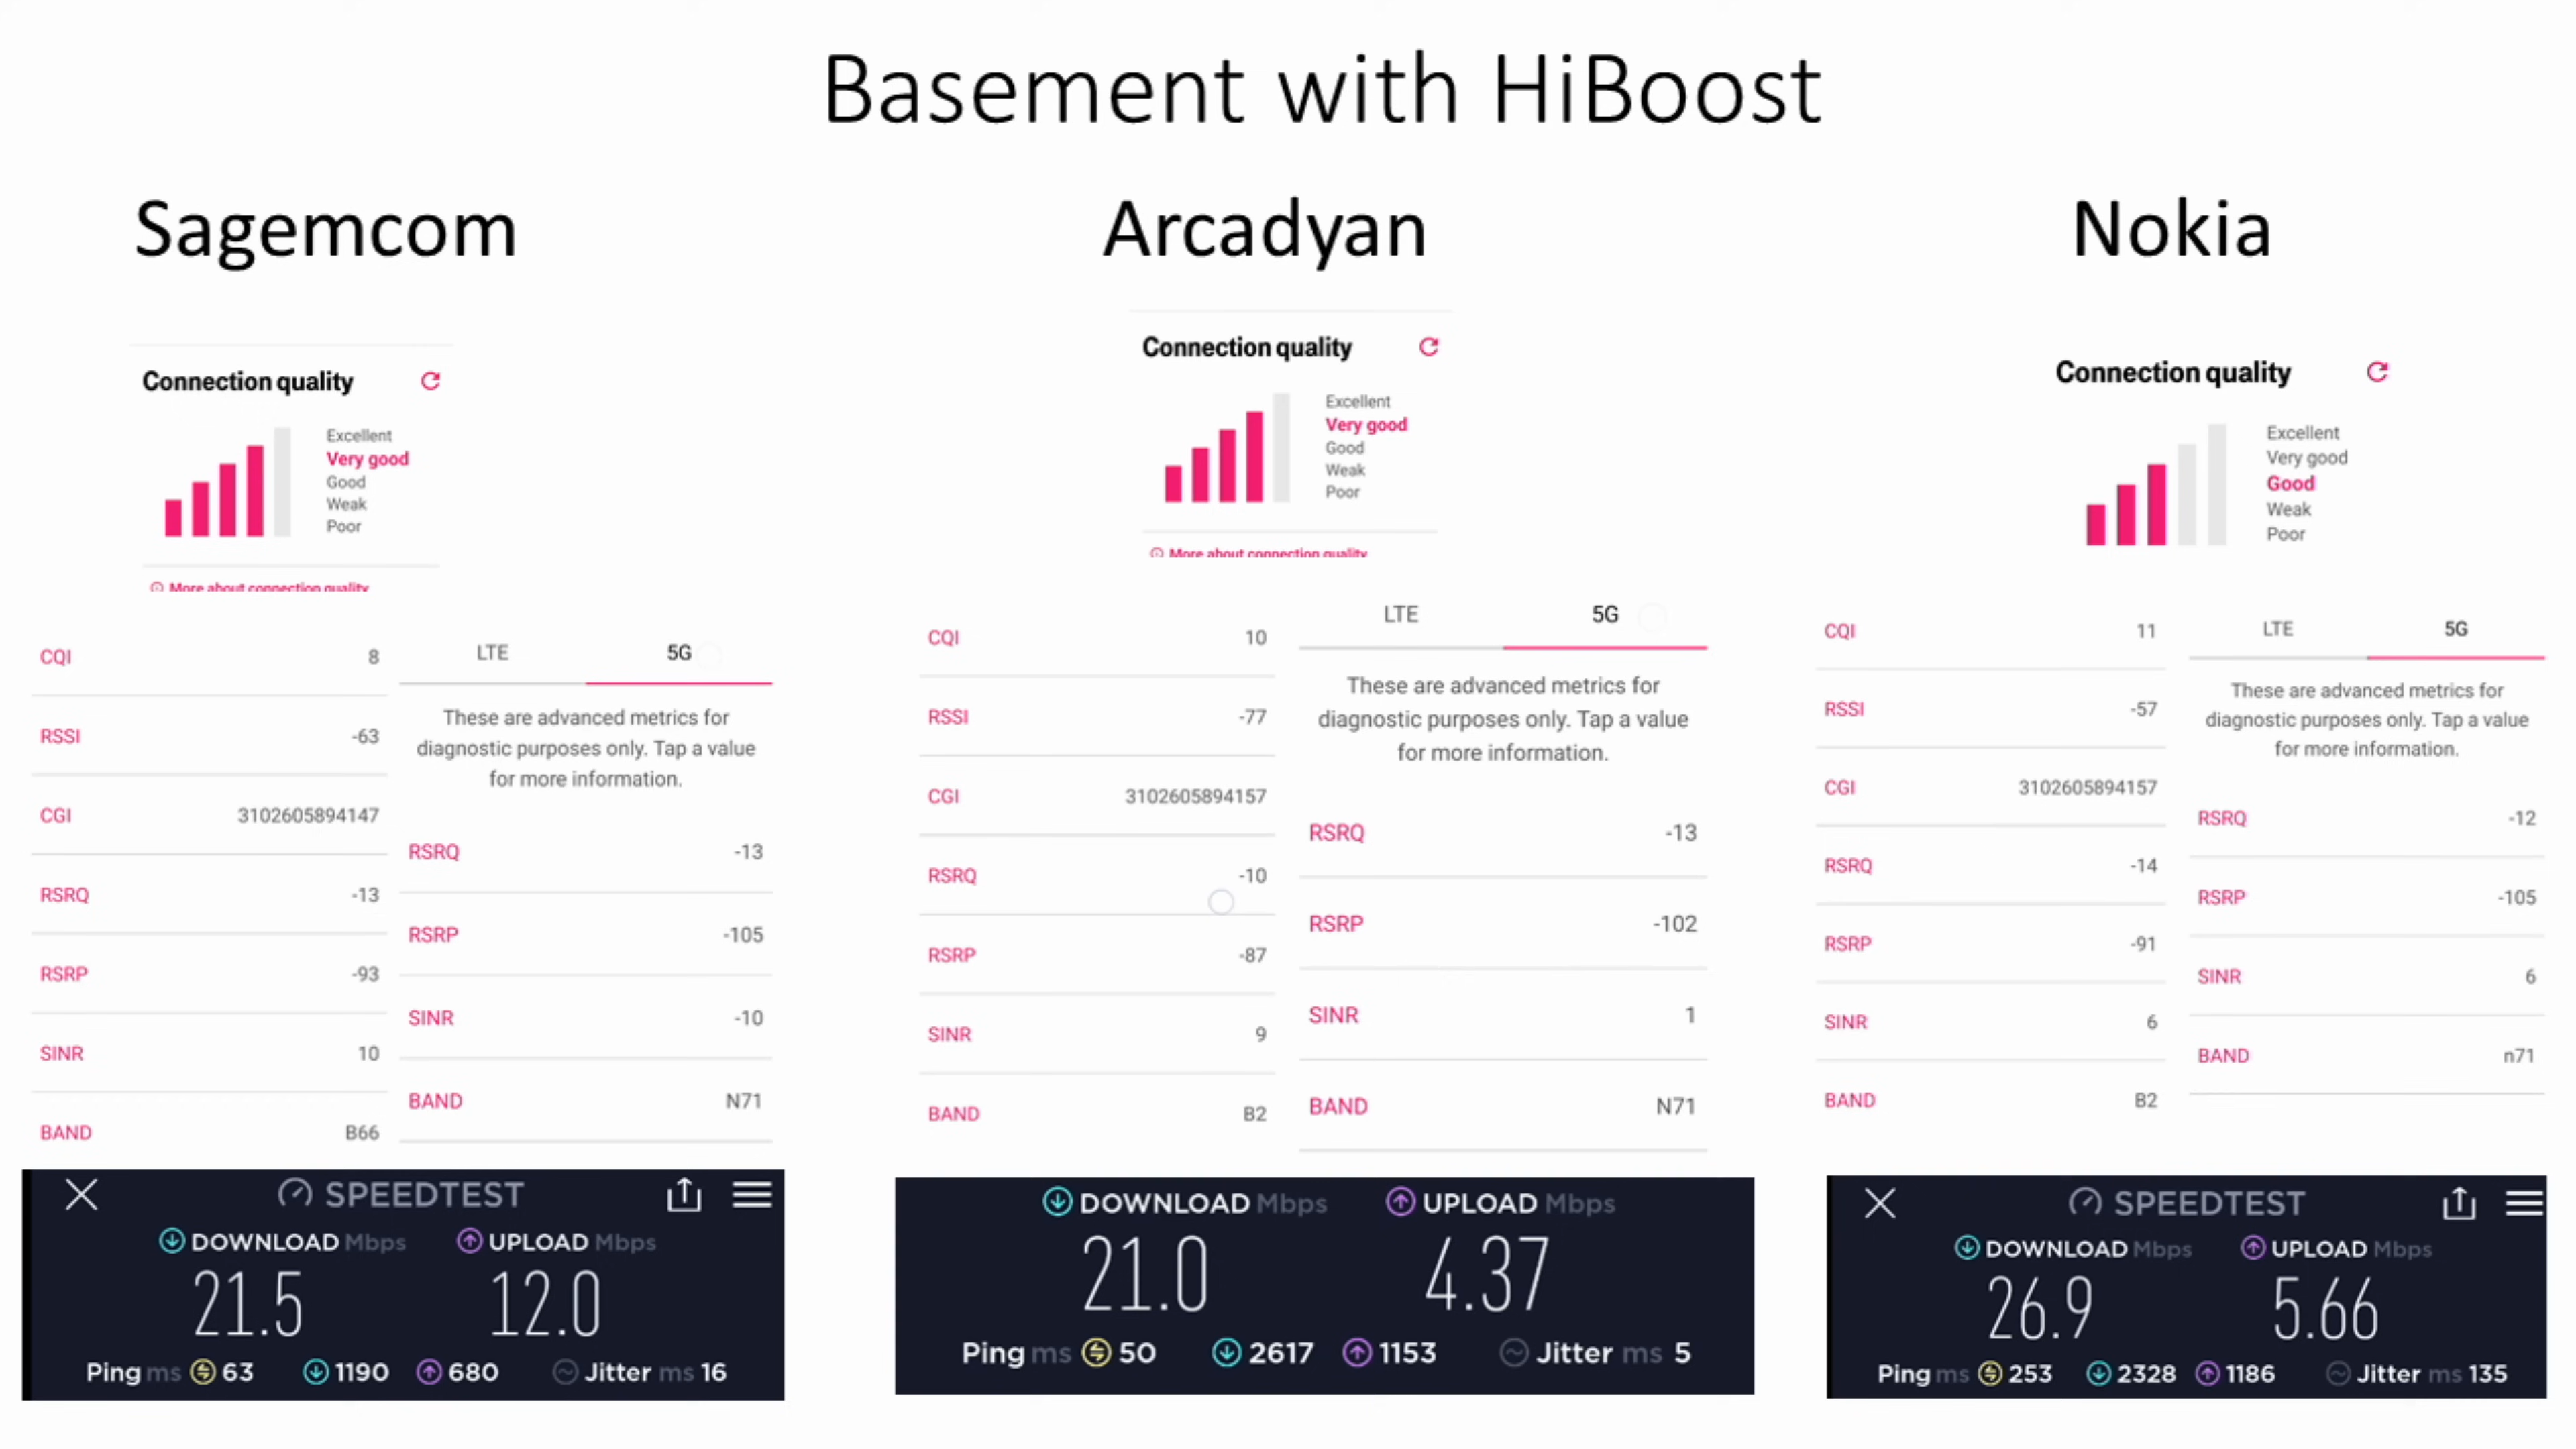 Basement with HiBoost
Sagemcom
Connection quality
Excellent
Very good
Good
Weak
Poor
More about connection quality
CQI 8
RSSI -63
CGI 3102605894147
RSRQ -13
RSRP -93
SINR 10
BAND B66
LTE 5G
These are advanced metrics for
diagnostic purposes only. Tap a value
for more information.
RSRQ -13
RSRP -105
SINR -10
BAND N71
SPEEDTEST
DOWNLOAD Mbps UPLOAD Mbps
21.5 12.0
Ping ms 63 1190 680 Jitter ms 16
Arcadyan
Connection quality
Excellent
Very good
Good
Weak
Poor
More about connection quality
CQI 10
RSSI -77
CGI 3102605894157
RSRQ -10
RSRP -87
SINR 9
BAND B2
LTE 5G
These are advanced metrics for
diagnostic purposes only. Tap a value
for more information.
RSRQ -13
RSRP -102
SINR 1
BAND N71
DOWNLOAD Mbps UPLOAD Mbps
21.0 4.37
Ping ms 50 2617 1153 Jitter ms 5
Nokia
Connection quality
Excellent
Very good
Good
Weak
Poor
CQI 11
RSSI -57
CGI 3102605894157
RSRQ -14
RSRP -91
SINR 6
BAND B2
LTE 5G
These are advanced metrics for
diagnostic purposes only. Tap a value
for more information.
RSRQ -12
RSRP -105
SINR 6
BAND n71
SPEEDTEST
DOWNLOAD Mbps UPLOAD Mbps
26.9 5.66
Ping ms 253 2328 1186 Jitter ms 135